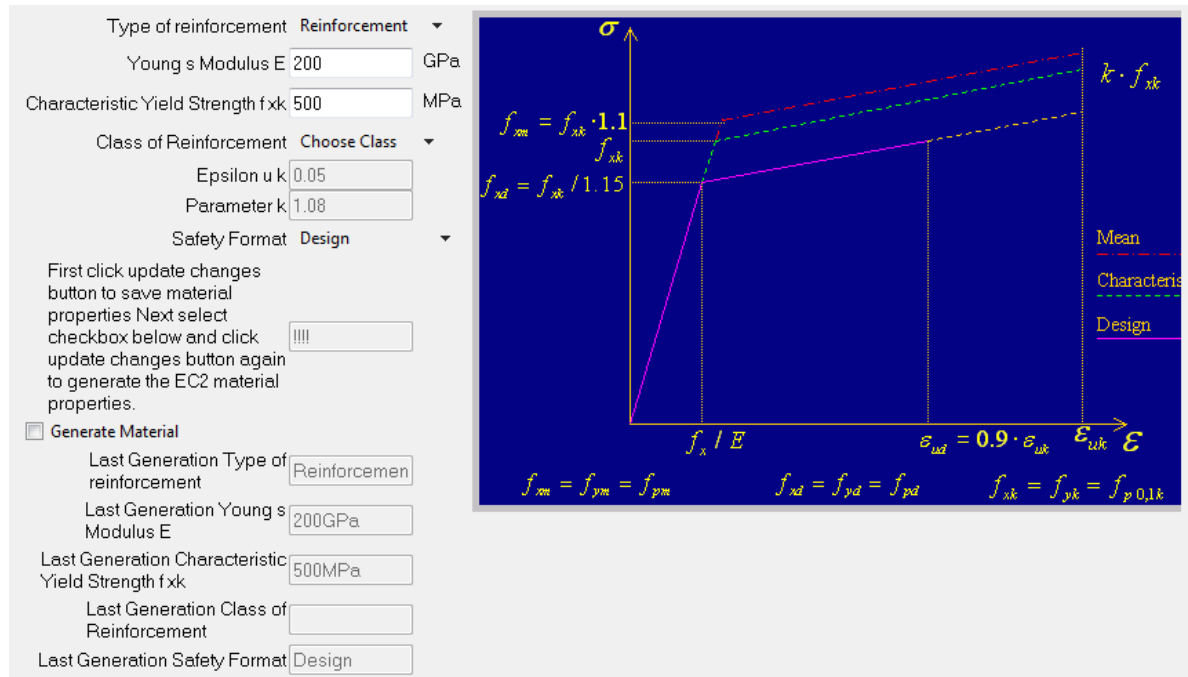 Type of reinforcement Reinforcement
Young s Modulus E 200 GPa
Characteristic Yield Strength f xk 500 MPa
Class of Reinforcement Choose Class
Epsilon u k 0.05
Parameter k 1.08
Safety Format Design
First click update changes
button to save material
properties Next select
checkbox below and click
update changes button again
to generate the EC2 material
properties.
!!!!
Generate Material
Last Generation Type of
reinforcement
Reinforcemen
Last Generation Young s
Modulus E
200GPa
Last Generation Characteristic
Yield Strength f xk
500MPa
Last Generation Class of
Reinforcement
Last Generation Safety Format Design
σ
k · f_xk
f_xm = f_xk ·1.1
f_xk
f_xd = f_xk / 1.15
Mean
Characteris
Design
f_x / E
ε_ud = 0.9 · ε_uk
ε_uk
ε
f_xm = f_ym = f_pm
f_xd = f_yd = f_pd
f_xk = f_yk = f_p 0,1k